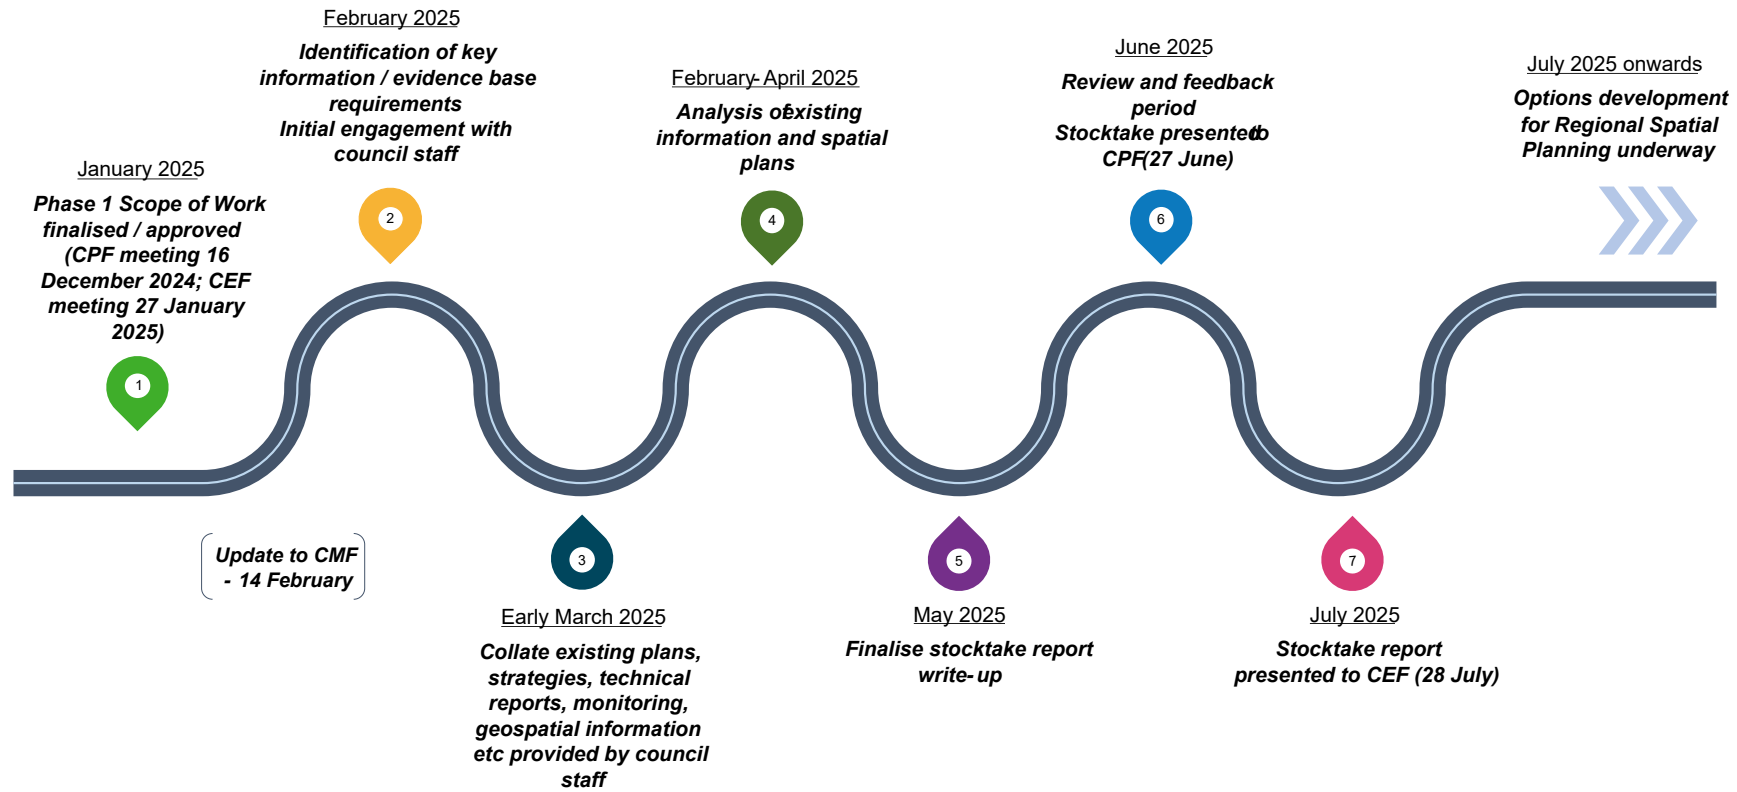 January 2025
Phase 1 Scope of Work
finalised / approved
(CPF meeting 16
December 2024; CEF
meeting 27 January
2025)
1
February 2025
Identification of key
information / evidence base
requirements
Initial engagement with
council staff
2
Update to CMF
- 14 February
3
Early March 2025
Collate existing plans,
strategies, technical
reports, monitoring,
geospatial information
etc provided by council
staff
February- April 2025
Analysis of existing
information and spatial
plans
4
5
May 2025
Finalise stocktake report
write- up
June 2025
Review and feedback
period
Stocktake presented to
CPF (27 June)
6
7
July 2025
Stocktake report
presented to CEF (28 July)
July 2025 onwards
Options development
for Regional Spatial
Planning underway